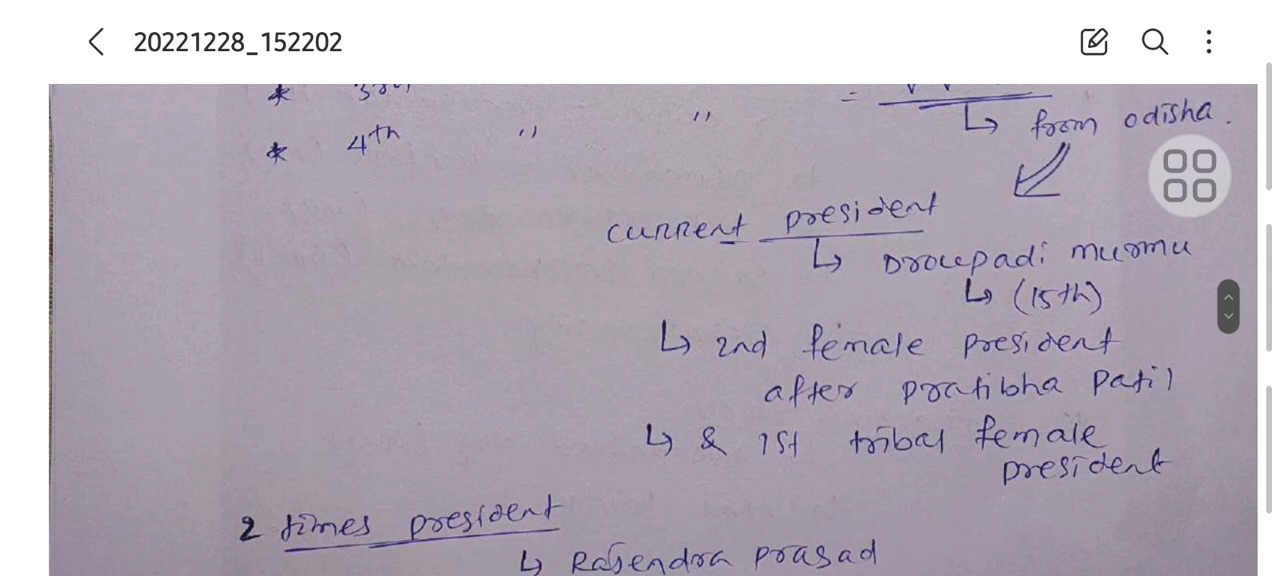 20221228_152202
* 3rd =
* 4th " "
↳ from odisha.
current president
↳ Droupadi murmu
↳ (15th)
↳ 2nd female president
after pratibha patil
↳ & 1st tribal female
president
2 times president
↳ Rajendra prasad